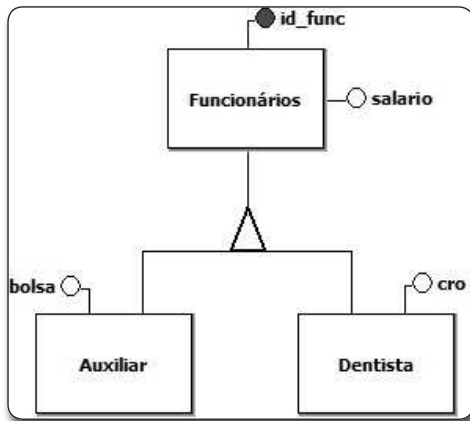 id_func
Funcionários
salario
bolsa
cro
Auxiliar
Dentista